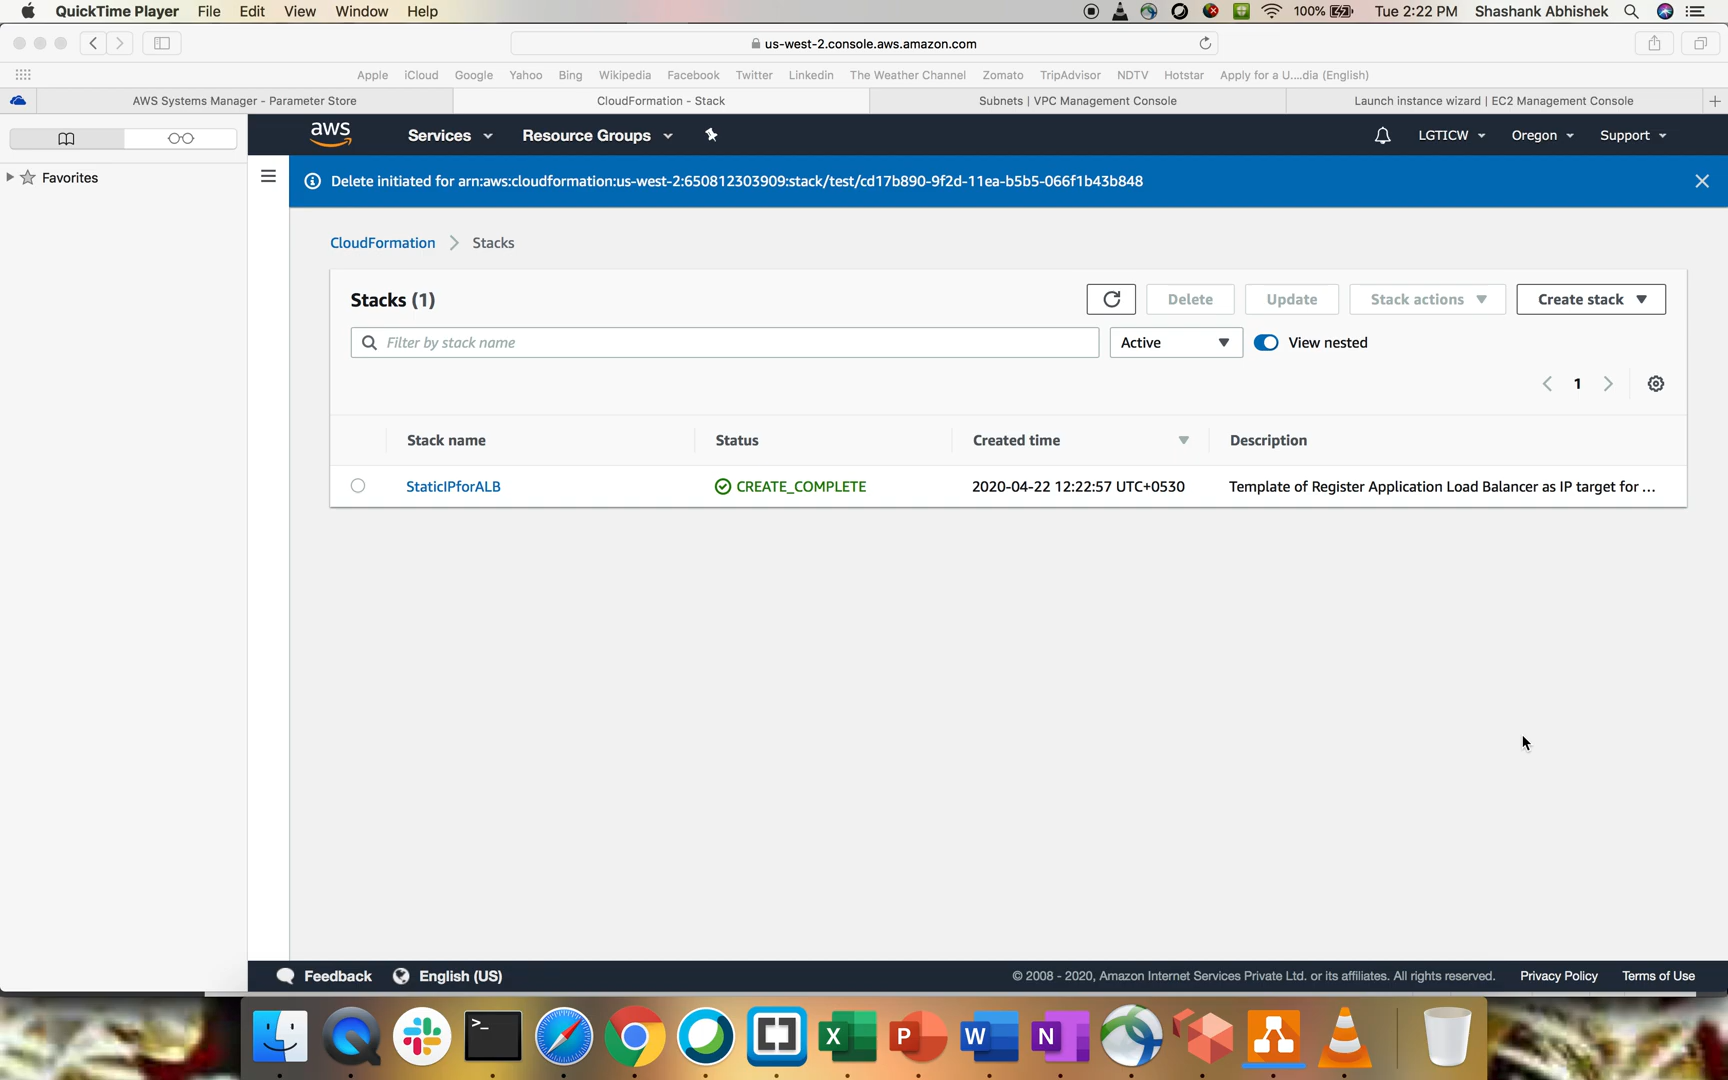 QuickTime Player File Edit View Window Help 100% Tue 2:22 PM Shashank Abhishek
us-west-2.console.aws.amazon.com
Apple iCloud Google Yahoo Bing Wikipedia Facebook Twitter Linkedin The Weather Channel Zomato TripAdvisor NDTV Hotstar Apply for a U....dia (English)
AWS Systems Manager - Parameter Store CloudFormation - Stack Subnets | VPC Management Console Launch instance wizard | EC2 Management Console
aws Services Resource Groups LGTICW Oregon Support
Favorites
Delete initiated for arn:aws:cloudformation:us-west-2:650812303909:stack/test/cd17b890-9f2d-11ea-b5b5-066f1b43b848
CloudFormation Stacks
Stacks (1) Delete Update Stack actions Create stack
Filter by stack name Active View nested
1
Stack name Status Created time Description
StaticIPforALB CREATE_COMPLETE 2020-04-22 12:22:57 UTC+0530 Template of Register Application Load Balancer as IP target for ...
Feedback English (US) © 2008 - 2020, Amazon Internet Services Private Ltd. or its affiliates. All rights reserved. Privacy Policy Terms of Use
>_ X P W N